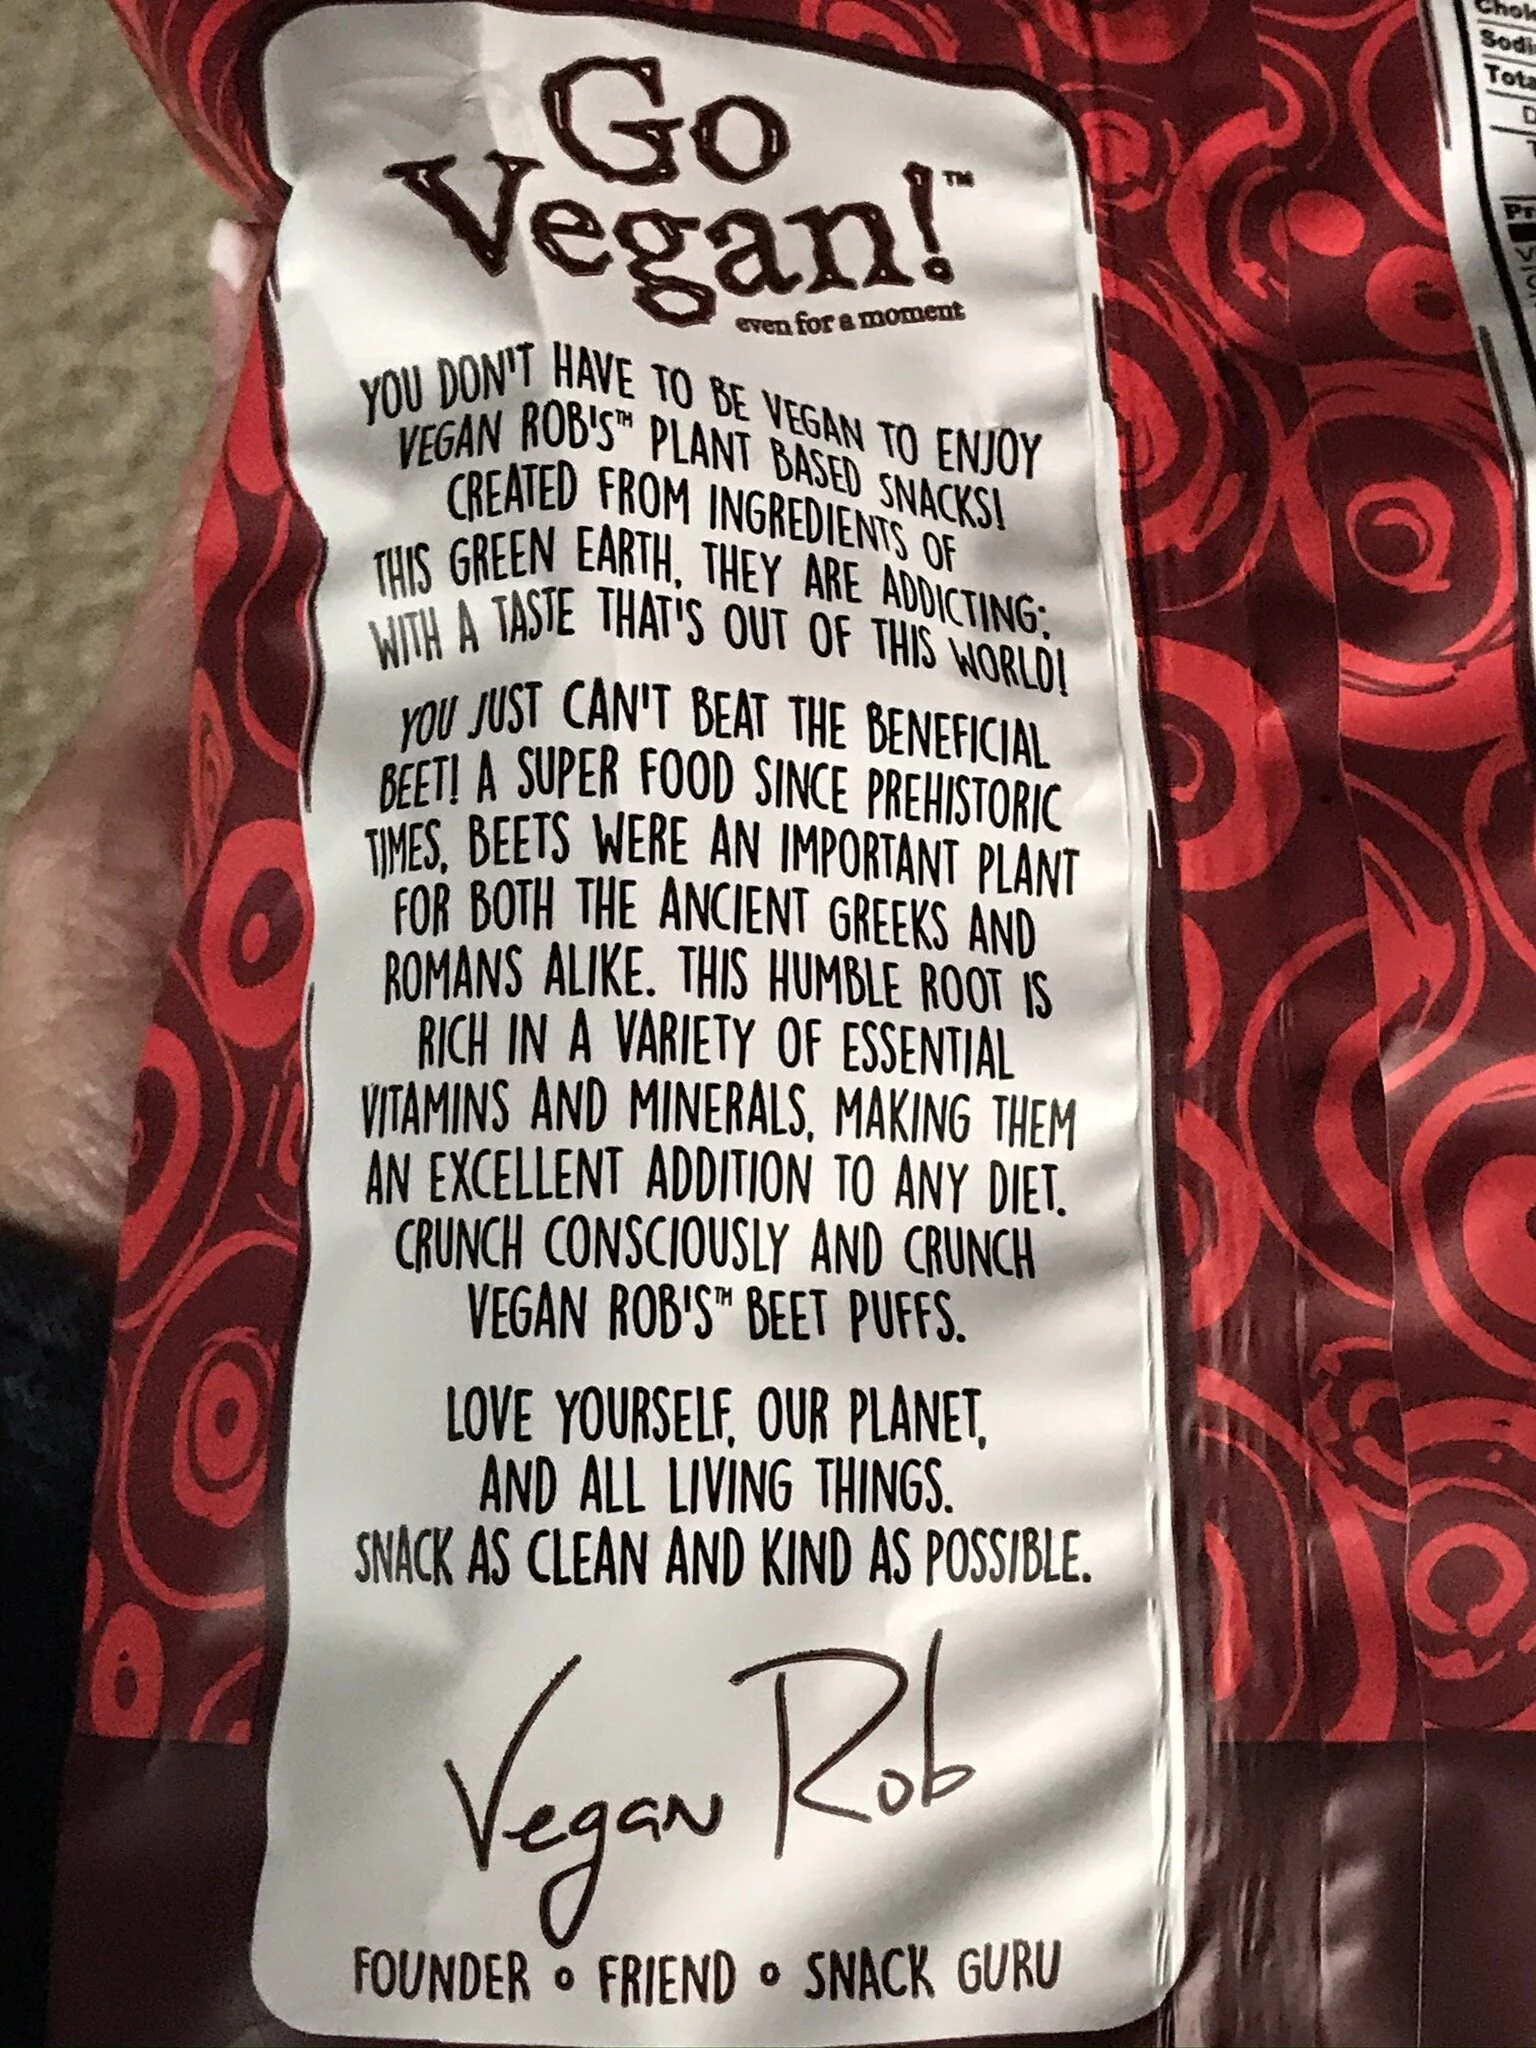 Go
Vegan!™
even for a moment
YOU DON'T HAVE TO BE VEGAN TO ENJOY
VEGAN ROB'S™ PLANT BASED SNACKS!
CREATED FROM INGREDIENTS OF
THIS GREEN EARTH, THEY ARE ADDICTING;
WITH A TASTE THAT'S OUT OF THIS WORLD!
YOU JUST CAN'T BEAT THE BENEFICIAL
BEET! A SUPER FOOD SINCE PREHISTORIC
TIMES, BEETS WERE AN IMPORTANT PLANT
FOR BOTH THE ANCIENT GREEKS AND
ROMANS ALIKE. THIS HUMBLE ROOT IS
RICH IN A VARIETY OF ESSENTIAL
VITAMINS AND MINERALS, MAKING THEM
AN EXCELLENT ADDITION TO ANY DIET.
CRUNCH CONSCIOUSLY AND CRUNCH
VEGAN ROB'S™ BEET PUFFS.
LOVE YOURSELF, OUR PLANET,
AND ALL LIVING THINGS.
SNACK AS CLEAN AND KIND AS POSSIBLE.
Vegan Rob
FOUNDER • FRIEND • SNACK GURU